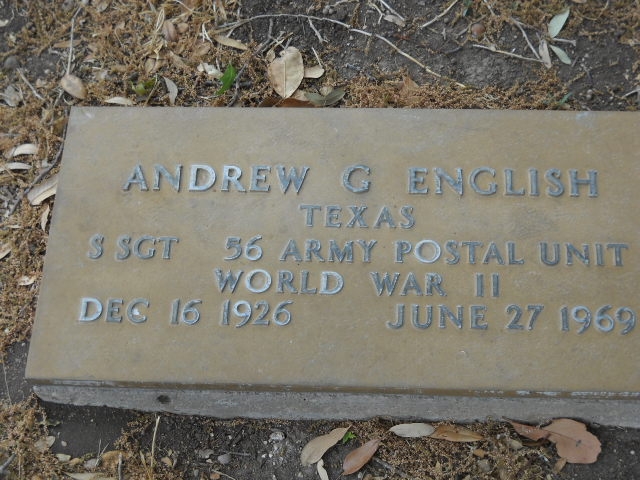 ANDREW G ENGLISH
TEXAS
S SGT 56 ARMY POSTAL UNIT
WORLD WAR II
DEC 16 1926 JUNE 27 1969